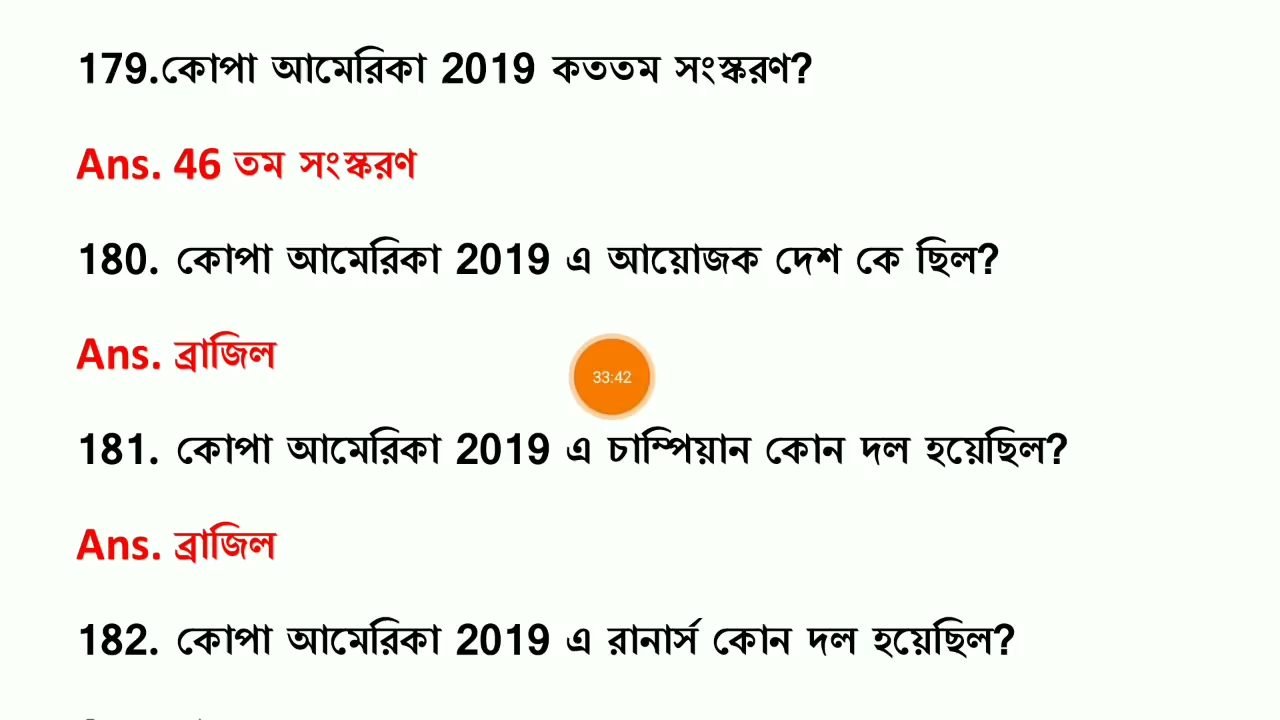 179.কোপা আমেরিকা 2019 কততম সংস্করণ?
Ans. 46 তম সংস্করণ
180. কোপা আমেরিকা 2019 এ আয়োজক দেশ কে ছিল?
Ans. ব্রাজিল
33:42
181. কোপা আমেরিকা 2019 এ চাম্পিয়ান কোন দল হয়েছিল?
Ans. ব্রাজিল
182. কোপা আমেরিকা 2019 এ রানার্স কোন দল হয়েছিল?